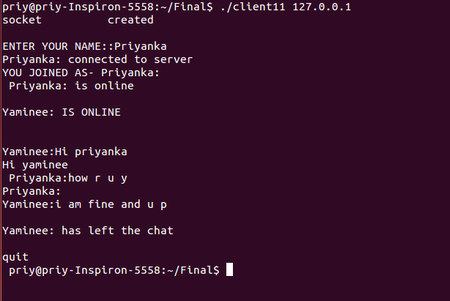 priy@priy-Inspiron-5558:~/Final$ ./client11 127.0.0.1
socket created
ENTER YOUR NAME::Priyanka
Priyanka: connected to server
YOU JOINED AS- Priyanka:
Priyanka: is online
Yaminee: IS ONLINE
Yaminee:Hi priyanka
Hi yaminee
Priyanka:how r u y
Priyanka:
Yaminee:i am fine and u p
Yaminee: has left the chat
quit
priy@priy-Inspiron-5558:~/Final$